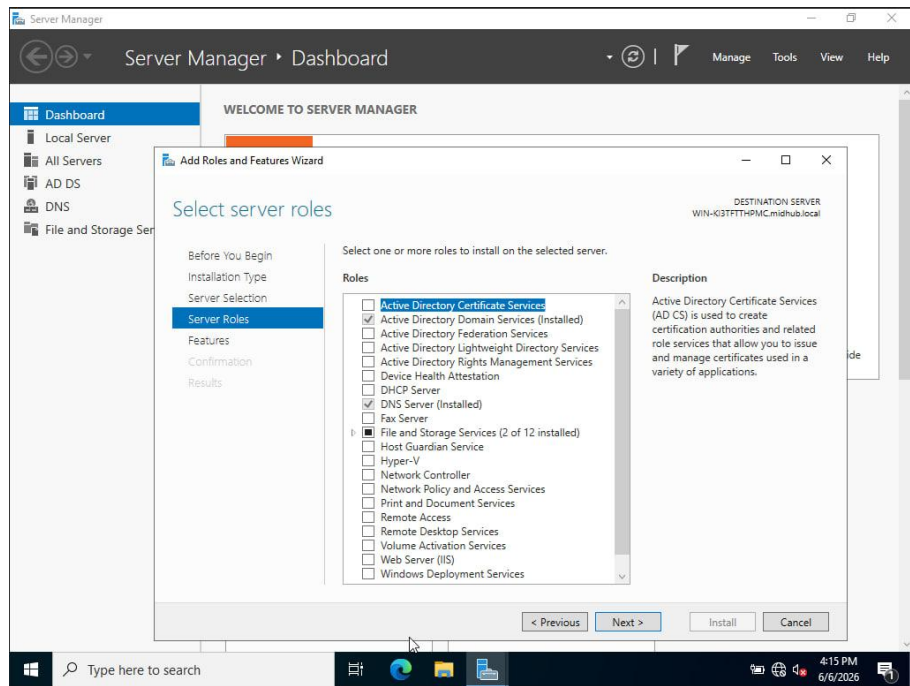 Server Manager
Server Manager ‣ Dashboard
Manage Tools View Help
Dashboard
Local Server
All Servers
AD DS
DNS
File and Storage Ser
WELCOME TO SERVER MANAGER
Add Roles and Features Wizard
Select server roles
DESTINATION SERVER
WIN-KI3TFTTHPMC.midhub.local
Before You Begin
Installation Type
Server Selection
Server Roles
Features
Confirmation
Results
Select one or more roles to install on the selected server.
Roles
Active Directory Certificate Services
Active Directory Domain Services (Installed)
Active Directory Federation Services
Active Directory Lightweight Directory Services
Active Directory Rights Management Services
Device Health Attestation
DHCP Server
DNS Server (Installed)
Fax Server
File and Storage Services (2 of 12 installed)
Host Guardian Service
Hyper-V
Network Controller
Network Policy and Access Services
Print and Document Services
Remote Access
Remote Desktop Services
Volume Activation Services
Web Server (IIS)
Windows Deployment Services
Description
Active Directory Certificate Services
(AD CS) is used to create
certification authorities and related
role services that allow you to issue
and manage certificates used in a
variety of applications.
ide
< Previous Next > Install Cancel
Type here to search
4:15 PM
6/6/2026
1